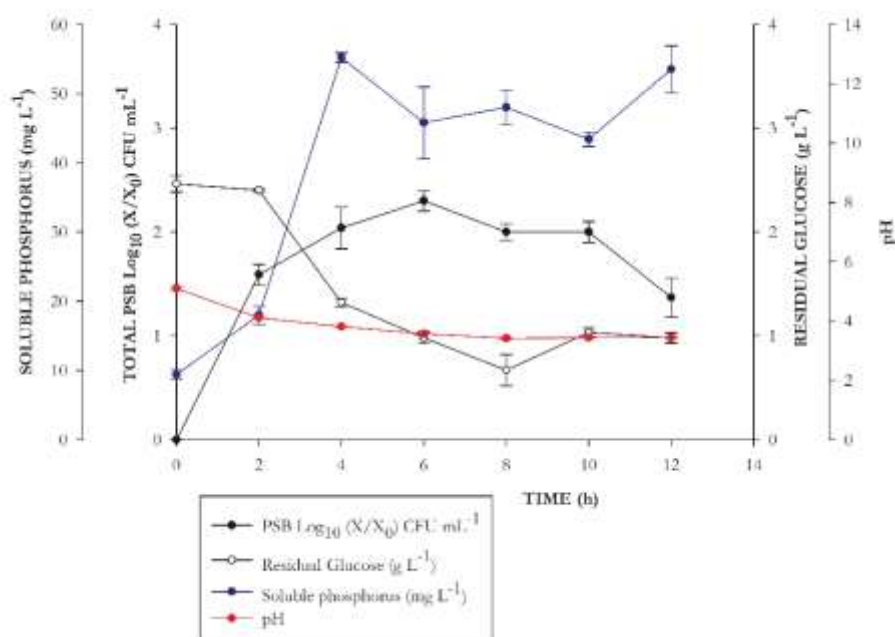 60 4 4 14
50 12
3 3 10
40
8
30 2 2
6
20
1 1 4
10
2
0 0 0 0
SOLUBLE PHOSPHORUS (mg L⁻¹)
TOTAL PSB Log₁₀ (X/X₀) CFU mL⁻¹
RESIDUAL GLUCOSE (g L⁻¹)
pH
0 2 4 6 8 10 12 14
TIME (h)
PSB Log₁₀ (X/X₀) CFU mL⁻¹
Residual Glucose (g L⁻¹)
Soluble phosphorus (mg L⁻¹)
pH